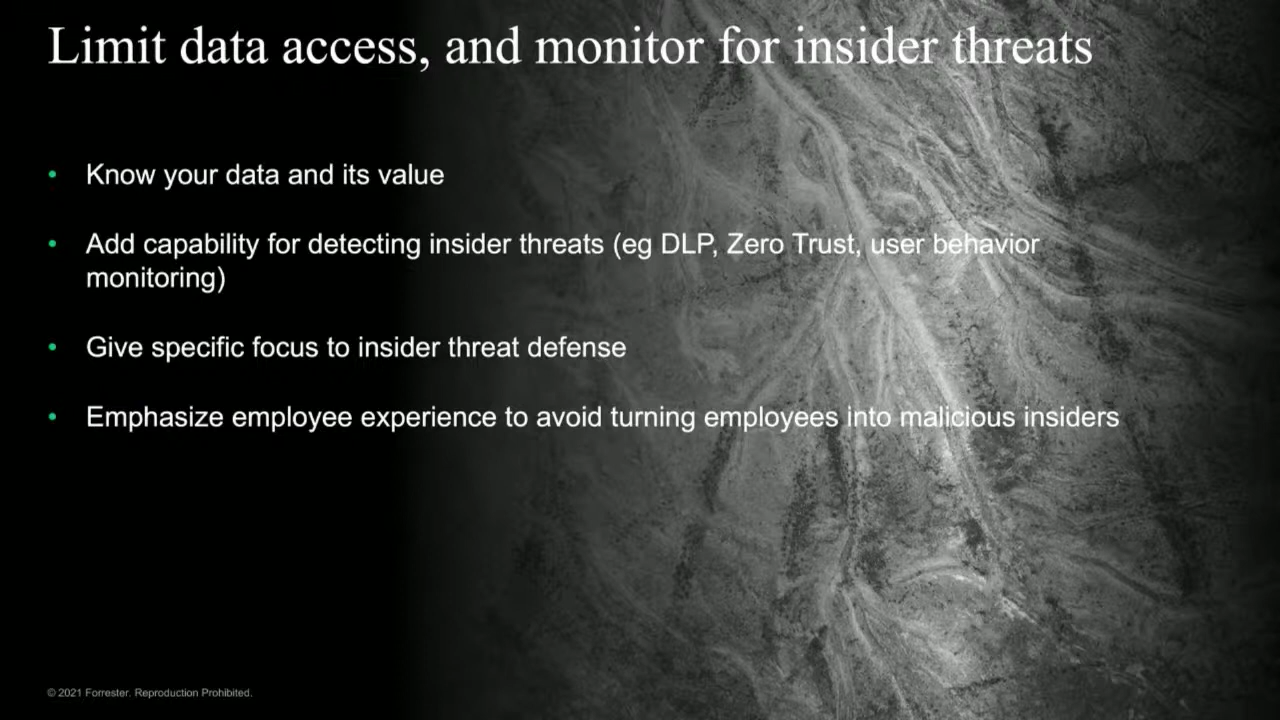 Limit data access, and monitor for insider threats
• Know your data and its value
• Add capability for detecting insider threats (eg DLP, Zero Trust, user behavior
monitoring)
• Give specific focus to insider threat defense
• Emphasize employee experience to avoid turning employees into malicious insiders
© 2021 Forrester. Reproduction Prohibited.